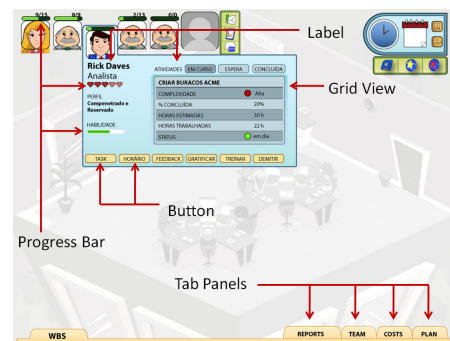 9/15
8/9
2/15
0/0
Label
Rick Daves
Analista
ATIVIDADES
EM CURSO
ESPERA
CONCLUÍDA
CRIAR BURACOS ACME
COMPLEXIDADE
Alta
% CONCLUÍDA
20%
HORAS ESTIMADAS
30 h
HORAS TRABALHADAS
22 h
STATUS
em dia
PERFIL
Compenetrado e
Reservado
HABILIDADE
Grid View
TASK
HORÁRIO
FEEDBACK
GRATIFICAR
TREINAR
DEMITIR
Button
Progress Bar
Tab Panels
WBS
REPORTS
TEAM
COSTS
PLAN